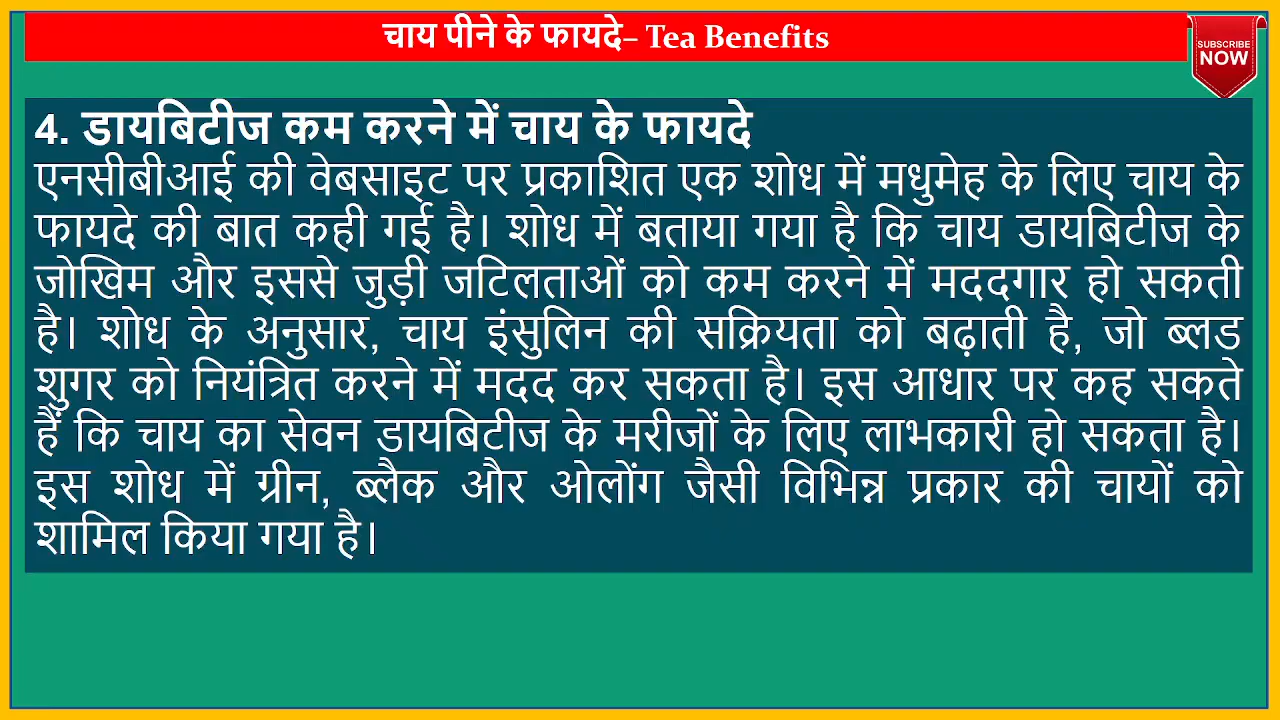 चाय पीने के फायदे– Tea Benefits
SUBSCRIBE
NOW
4. डायबिटीज कम करने में चाय के फायदे
एनसीबीआई की वेबसाइट पर प्रकाशित एक शोध में मधुमेह के लिए चाय के
फायदे की बात कही गई है। शोध में बताया गया है कि चाय डायबिटीज के
जोखिम और इससे जुड़ी जटिलताओं को कम करने में मददगार हो सकती
है। शोध के अनुसार, चाय इंसुलिन की सक्रियता को बढ़ाती है, जो ब्लड
शुगर को नियंत्रित करने में मदद कर सकता है। इस आधार पर कह सकते
हैं कि चाय का सेवन डायबिटीज के मरीजों के लिए लाभकारी हो सकता है।
इस शोध में ग्रीन, ब्लैक और ओलोंग जैसी विभिन्न प्रकार की चायों को
शामिल किया गया है।